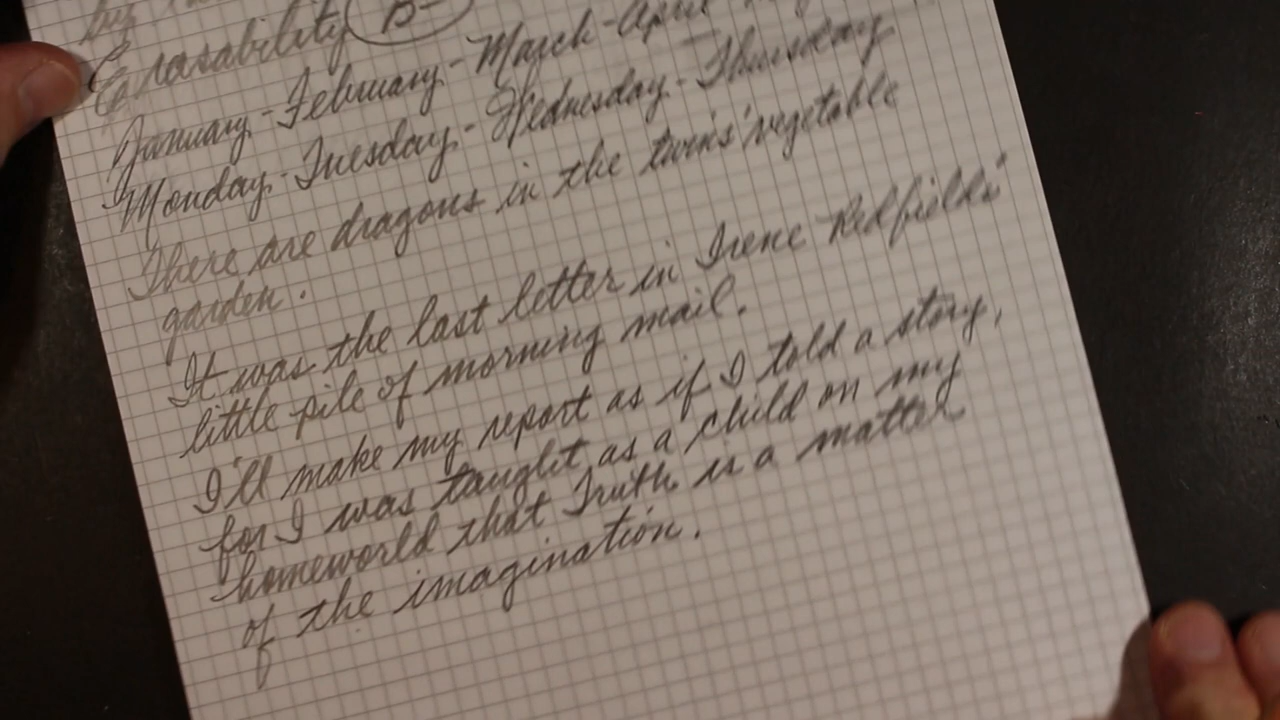 by
Erasability B-
January - February - March - April
Monday - Tuesday - Wednesday - Thursday
There are dragons in the twins' vegetable
garden.
It was the last letter in Irene Redfields'
little pile of morning mail.
I'll make my report as if I told a story,
for I was taught as a child on my
homeworld that Truth is a matter
of the imagination.